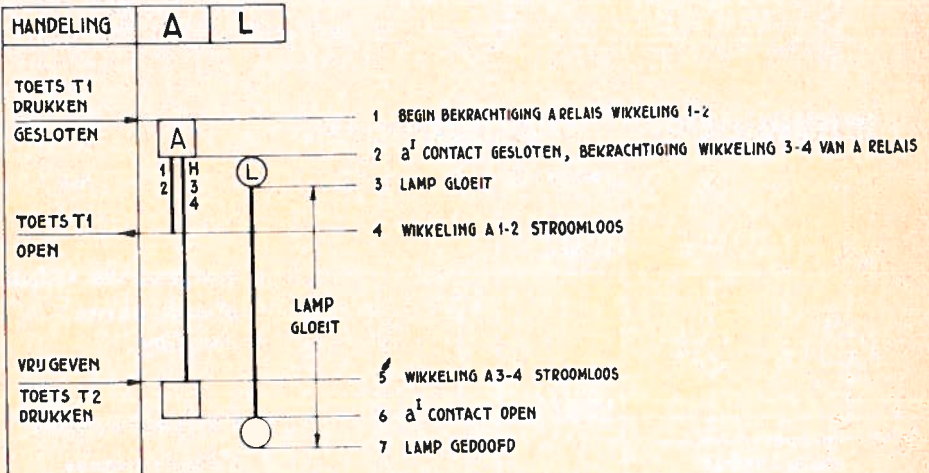 HANDELING A L
TOETS T1
DRUKKEN
GESLOTEN
A
1 H
2 3
4
L
TOETS T1
OPEN
LAMP
GLOEIT
VRIJGEVEN
TOETS T2
DRUKKEN
1 BEGIN BEKRACHTIGING A RELAIS WIKKELING 1-2
2 aI CONTACT GESLOTEN, BEKRACHTIGING WIKKELING 3-4 VAN A RELAIS
3 LAMP GLOEIT
4 WIKKELING A 1-2 STROOMLOOS
5 WIKKELING A 3-4 STROOMLOOS
6 aI CONTACT OPEN
7 LAMP GEDOOFD